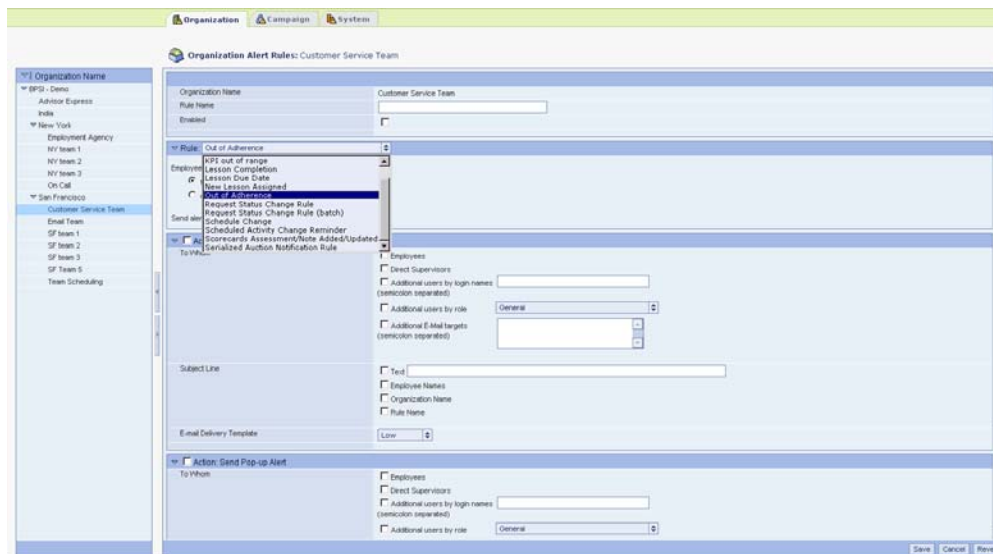 Organization Campaign System
Organization Alert Rules: Customer Service Team
Organization Name
BPSI - Demo
Advisor Express
India
New York
Employment Agency
NY team 1
NY team 2
NY team 3
On Call
San Francisco
Customer Service Team
Email Team
SF team 1
SF team 2
SF team 3
SF Team 5
Team Scheduling
Organization Name Customer Service Team
Rule Name
Enabled
Rule: Out of Adherence
KPI out of range
Lesson Completion
Lesson Due Date
New Lesson Assigned
Out of Adherence
Request Status Change Rule
Request Status Change Rule (batch)
Schedule Change
Scheduled Activity Change Reminder
Scorecards Assessment/Note Added/Updated
Serialized Auction Notification Rule
Employee
Send aler
To Whom
Employees
Direct Supervisors
Additional users by login names
(semicolon separated)
Additional users by role General
Additional E-Mail targets
(semicolon separated)
Subject Line
Text
Employee Names
Organization Name
Rule Name
E-mail Delivery Template Low
Action: Send Pop-up Alert
To Whom
Employees
Direct Supervisors
Additional users by login names
(semicolon separated)
Additional users by role General
Save Cancel Reve